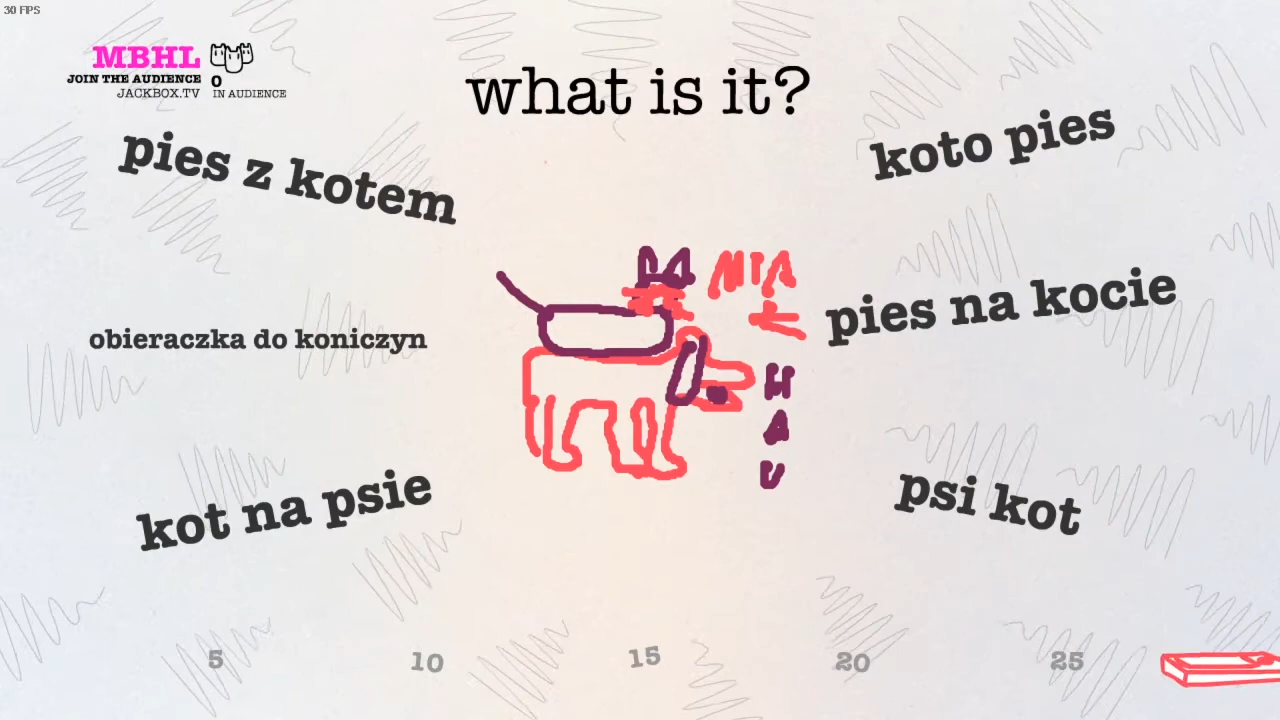 30 FPS
MBHL
JOIN THE AUDIENCE
JACKBOX.TV
0
IN AUDIENCE
what is it?
pies z kotem
koto pies
obieraczka do koniczyn
pies na kocie
kot na psie
psi kot
MIA
HAU
5 10 15 20 25